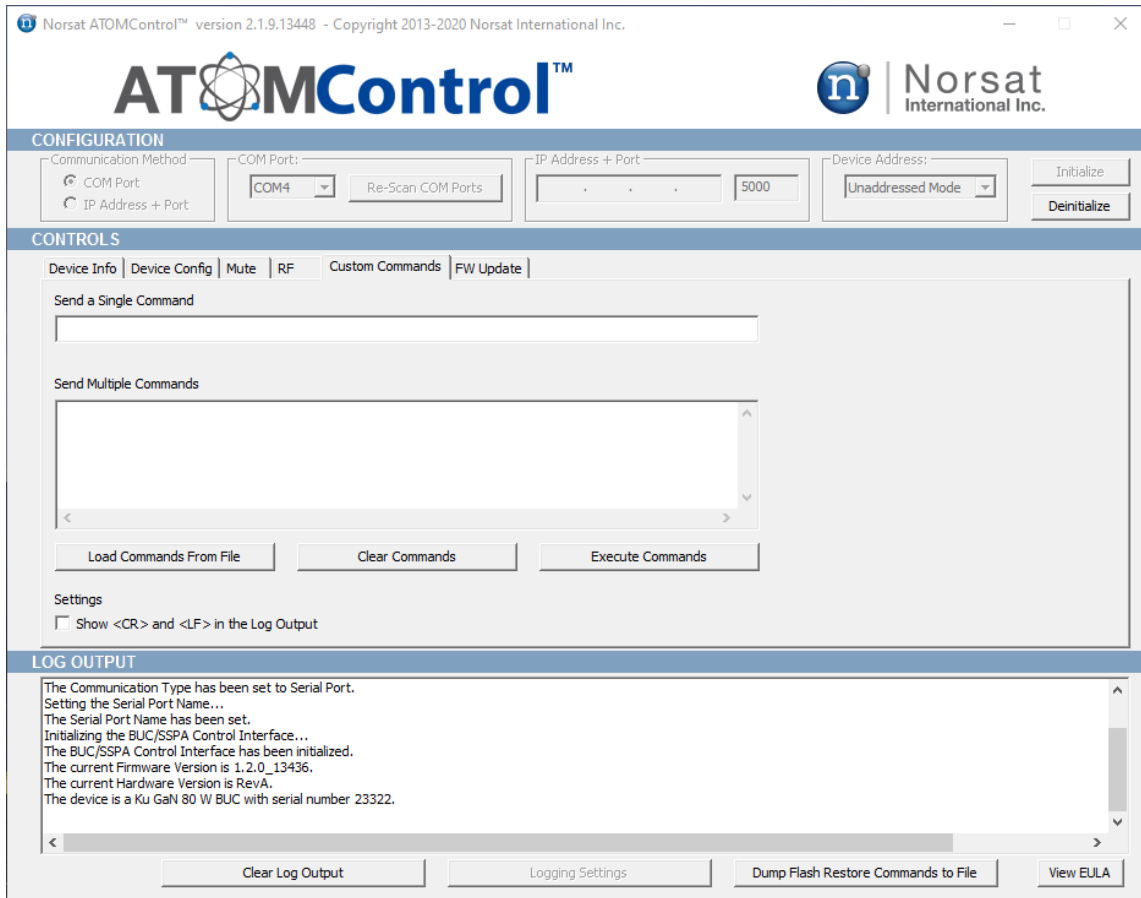 Norsat ATOMControl™ version 2.1.9.13448 - Copyright 2013-2020 Norsat International Inc.
ATOMControl™
n Norsat
International Inc.
CONFIGURATION
Communication Method
COM Port
IP Address + Port
COM Port:
COM4
Re-Scan COM Ports
IP Address + Port
. . .
5000
Device Address:
Unaddressed Mode
Initialize
Deinitialize
CONTROLS
Device Info
Device Config
Mute
RF
Custom Commands
FW Update
Send a Single Command
Send Multiple Commands
Load Commands From File
Clear Commands
Execute Commands
Settings
Show <CR> and <LF> in the Log Output
LOG OUTPUT
The Communication Type has been set to Serial Port.
Setting the Serial Port Name...
The Serial Port Name has been set.
Initializing the BUC/SSPA Control Interface...
The BUC/SSPA Control Interface has been initialized.
The current Firmware Version is 1.2.0_13436.
The current Hardware Version is RevA.
The device is a Ku GaN 80 W BUC with serial number 23322.
Clear Log Output
Logging Settings
Dump Flash Restore Commands to File
View EULA